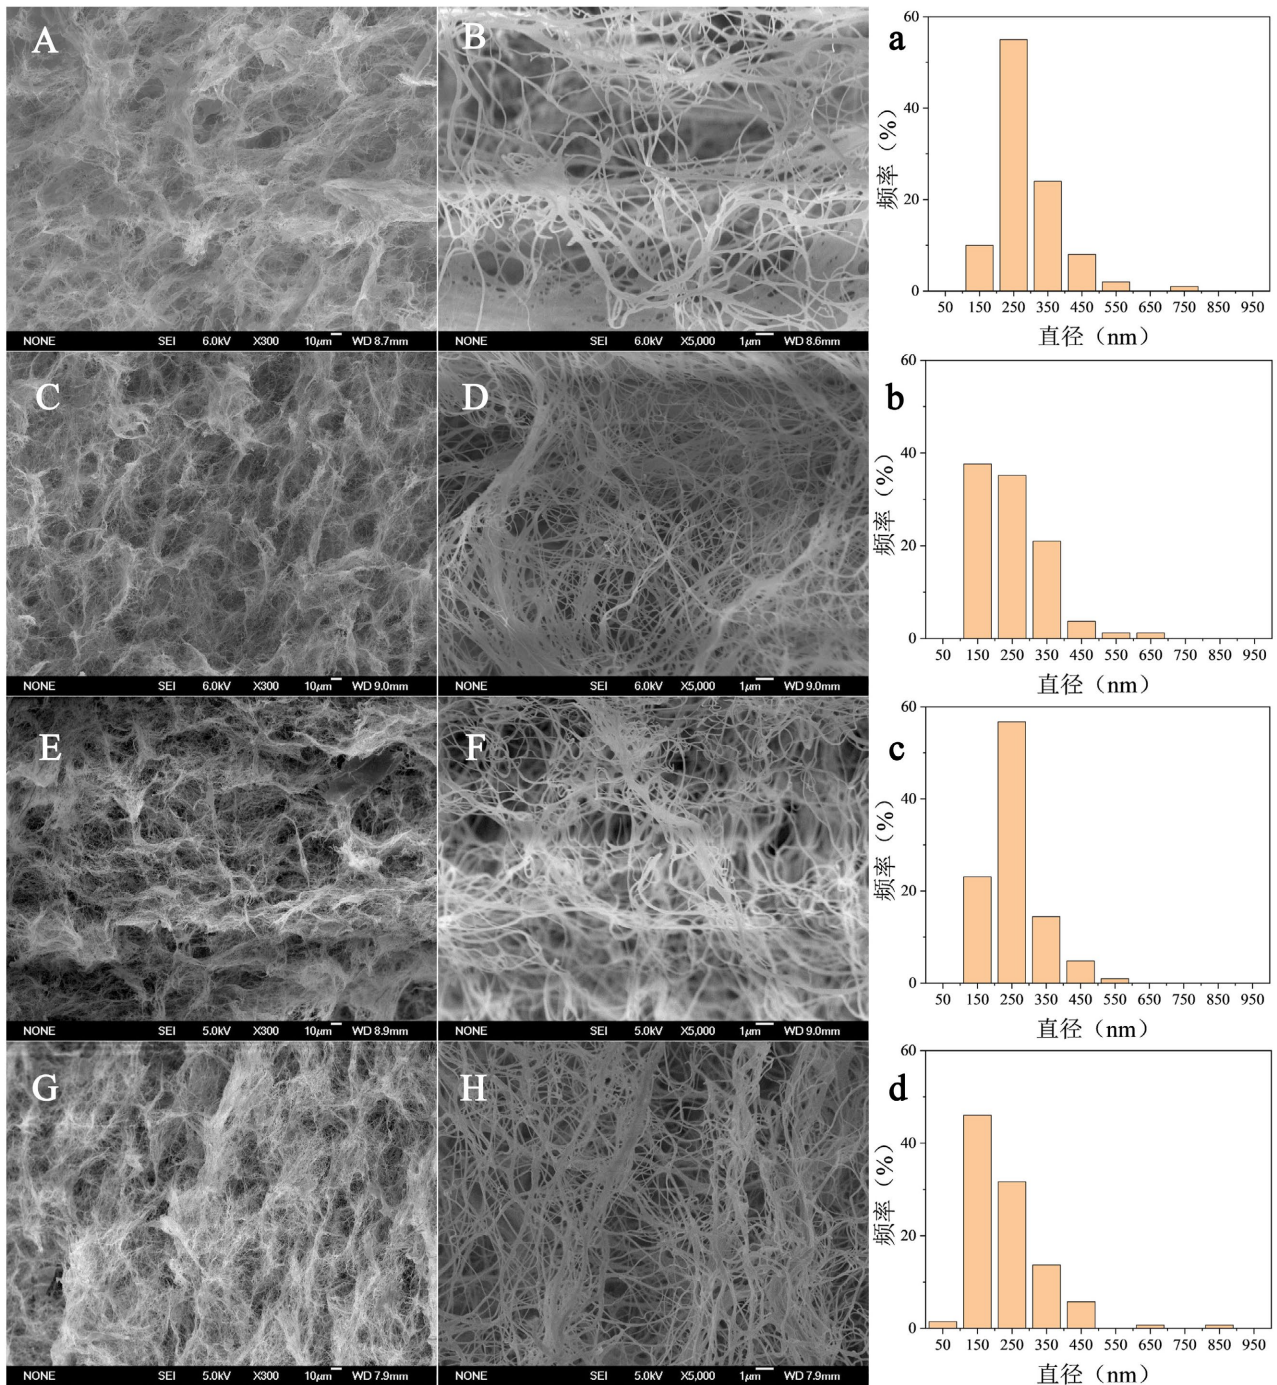 A
NONE SEI 6.0kV X300 10μm WD 8.7mm
B
NONE SEI 6.0kV X5,000 1μm WD 8.6mm
a
频率（%）
60
40
20
0
50 150 250 350 450 550 650 750 850 950
直径（nm）
C
NONE SEI 6.0kV X300 10μm WD 9.0mm
D
NONE SEI 6.0kV X5,000 1μm WD 9.0mm
b
频率（%）
60
40
20
0
50 150 250 350 450 550 650 750 850 950
直径（nm）
E
NONE SEI 5.0kV X300 10μm WD 8.9mm
F
NONE SEI 5.0kV X5,000 1μm WD 9.0mm
c
频率（%）
60
40
20
0
50 150 250 350 450 550 650 750 850 950
直径（nm）
G
NONE SEI 5.0kV X300 10μm WD 7.9mm
H
NONE SEI 5.0kV X5,000 1μm WD 7.9mm
d
频率（%）
60
40
20
0
50 150 250 350 450 550 650 750 850 950
直径（nm）